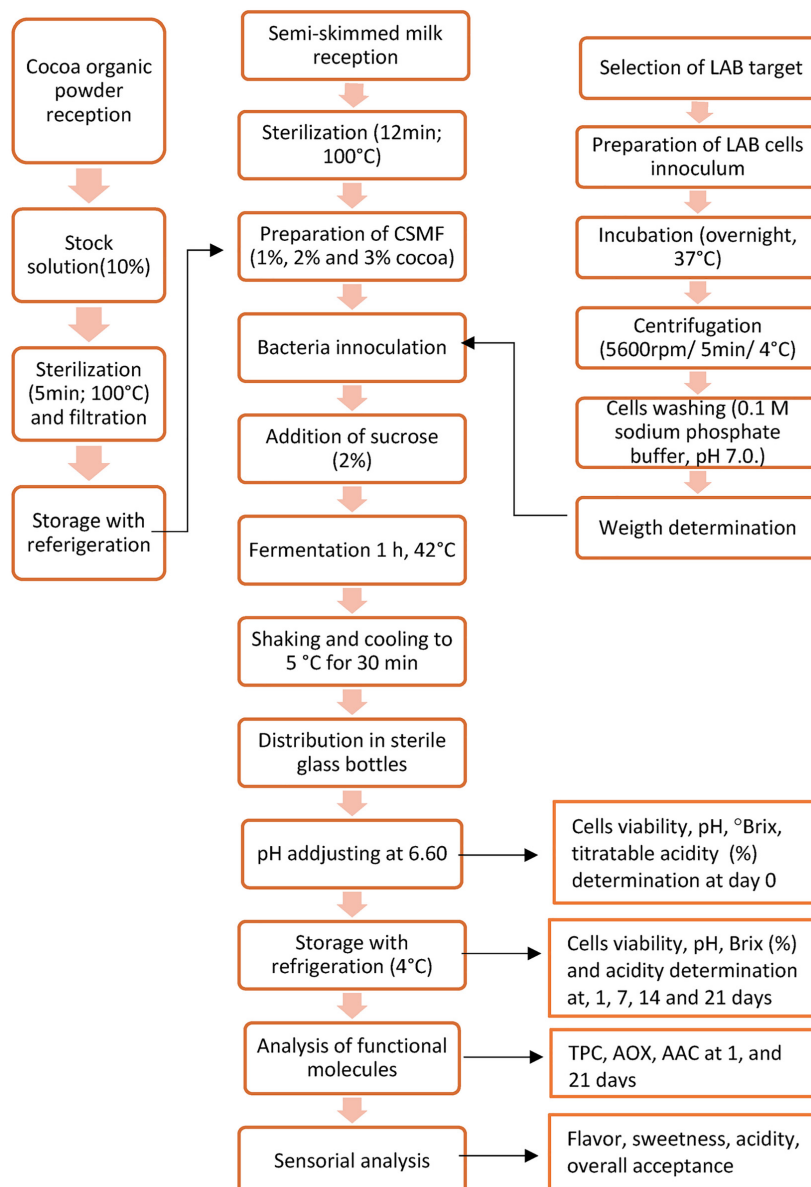 Cocoa organic
powder
reception
Stock
solution(10%)
Sterilization
(5min; 100°C)
and filtration
Storage with
referigeration
Semi-skimmed milk
reception
Sterilization (12min;
100°C)
Preparation of CSMF
(1%, 2% and 3% cocoa)
Bacteria innoculation
Addition of sucrose
(2%)
Fermentation 1 h, 42°C
Shaking and cooling to
5 °C for 30 min
Distribution in sterile
glass bottles
pH addjusting at 6.60
Storage with
refrigeration (4°C)
Analysis of functional
molecules
Sensorial analysis
Selection of LAB target
Preparation of LAB cells
innoculum
Incubation (overnight,
37°C)
Centrifugation
(5600rpm/ 5min/ 4°C)
Cells washing (0.1 M
sodium phosphate
buffer, pH 7.0.)
Weigth determination
Cells viability, pH, °Brix,
titratable acidity (%)
determination at day 0
Cells viability, pH, Brix (%)
and acidity determination
at, 1, 7, 14 and 21 days
TPC, AOX, AAC at 1, and
21 days
Flavor, sweetness, acidity,
overall acceptance